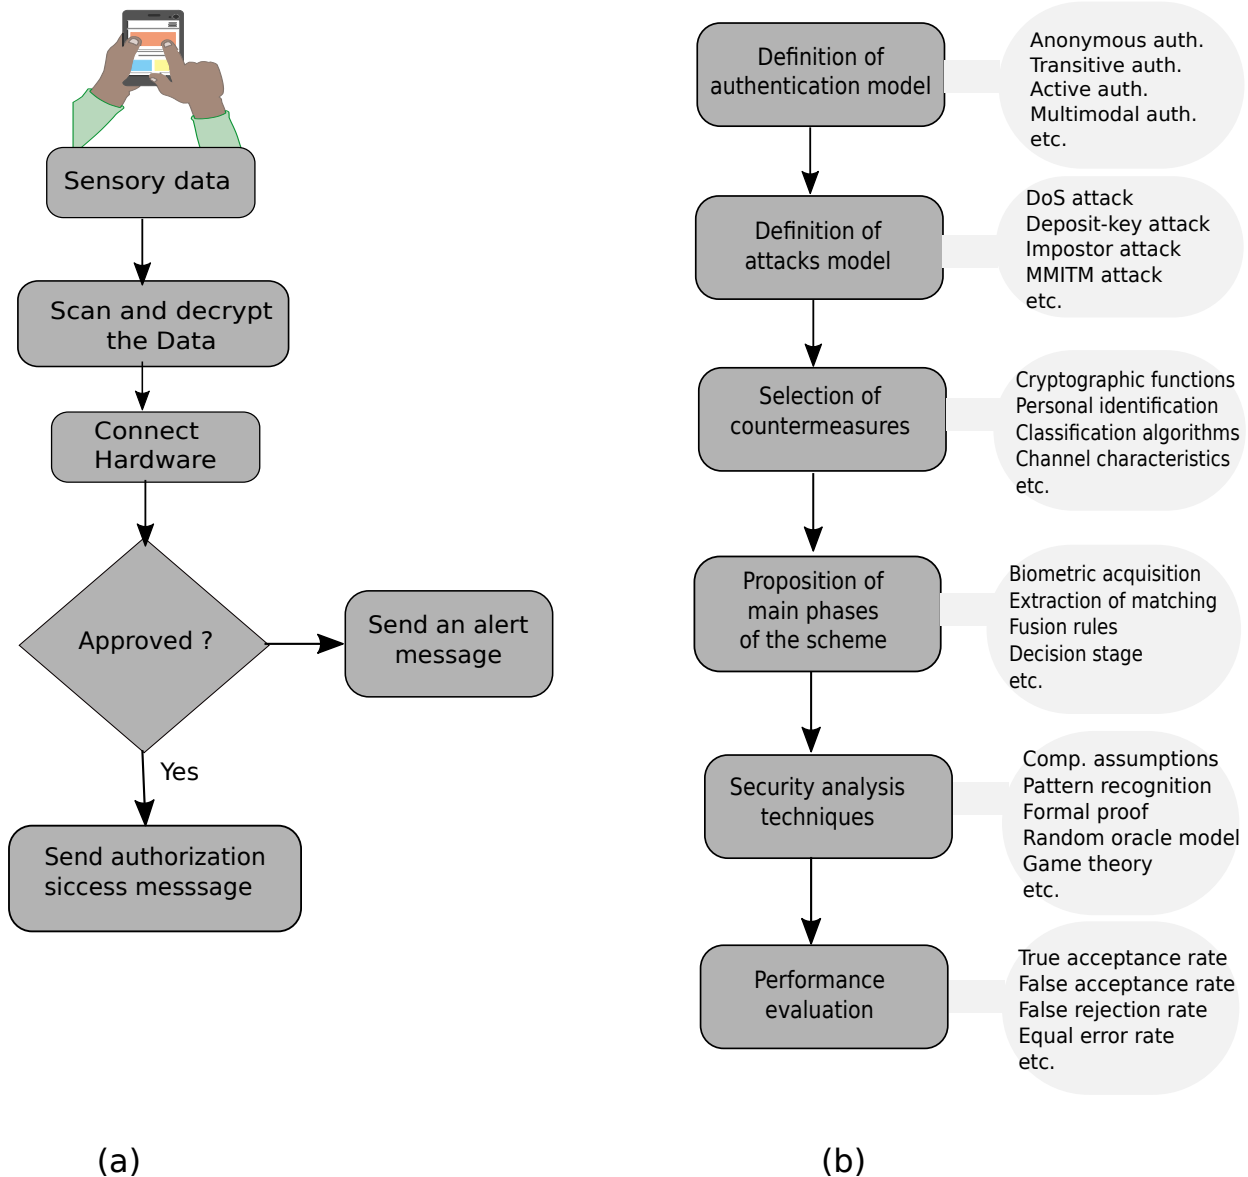 Sensory data
Scan and decrypt
the Data
Connect
Hardware
Approved ?
Send an alert
message
Yes
Send authorization
siccess messsage
(a)
Definition of
authentication model
Anonymous auth.
Transitive auth.
Active auth.
Multimodal auth.
etc.
Definition of
attacks model
DoS attack
Deposit-key attack
Impostor attack
MMITM attack
etc.
Selection of
countermeasures
Cryptographic functions
Personal identification
Classification algorithms
Channel characteristics
etc.
Proposition of
main phases
of the scheme
Biometric acquisition
Extraction of matching
Fusion rules
Decision stage
etc.
Security analysis
techniques
Comp. assumptions
Pattern recognition
Formal proof
Random oracle model
Game theory
etc.
Performance
evaluation
True acceptance rate
False acceptance rate
False rejection rate
Equal error rate
etc.
(b)